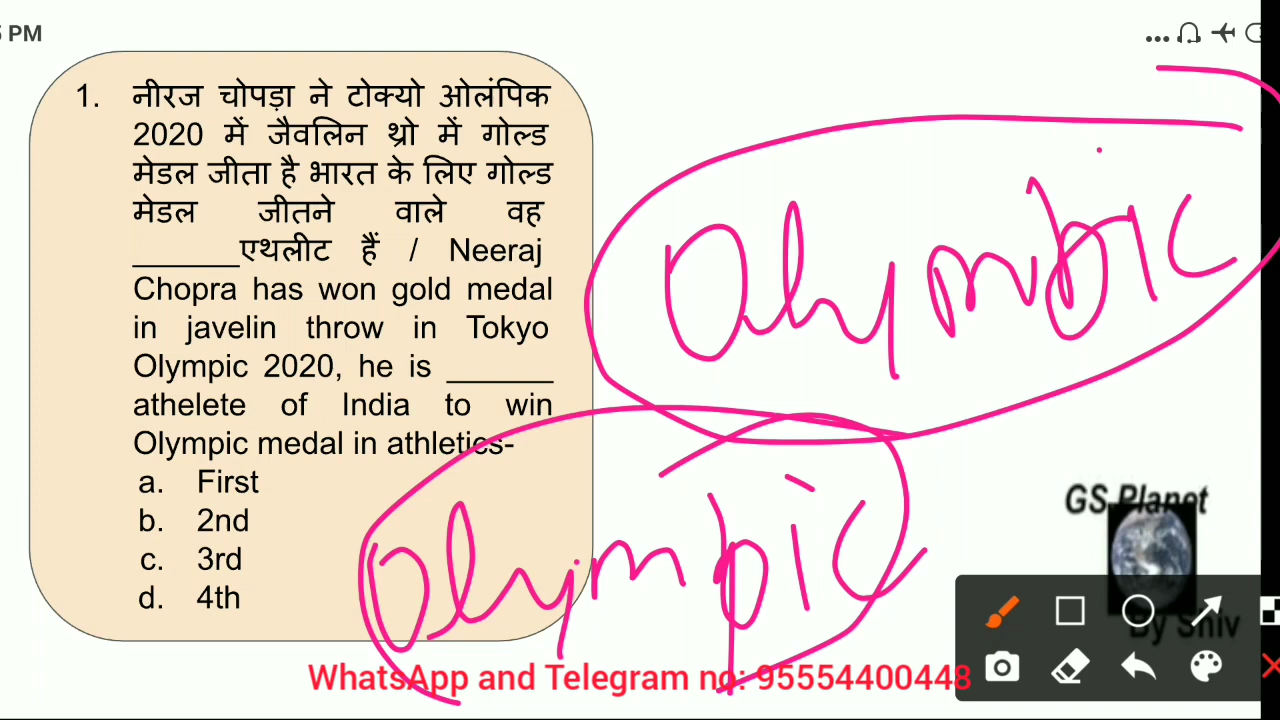 5 PM
1. नीरज चोपड़ा ने टोक्यो ओलंपिक
2020 में जैवलिन थ्रो में गोल्ड
मेडल जीता है भारत के लिए गोल्ड
मेडल जीतने वाले वह
______एथलीट हैं / Neeraj
Chopra has won gold medal
in javelin throw in Tokyo
Olympic 2020, he is ______
athelete of India to win
Olympic medal in athletics-
a. First
b. 2nd
c. 3rd
d. 4th
Olympic
Olympic
GS Planet
By Shiv
WhatsApp and Telegram no: 95554400448